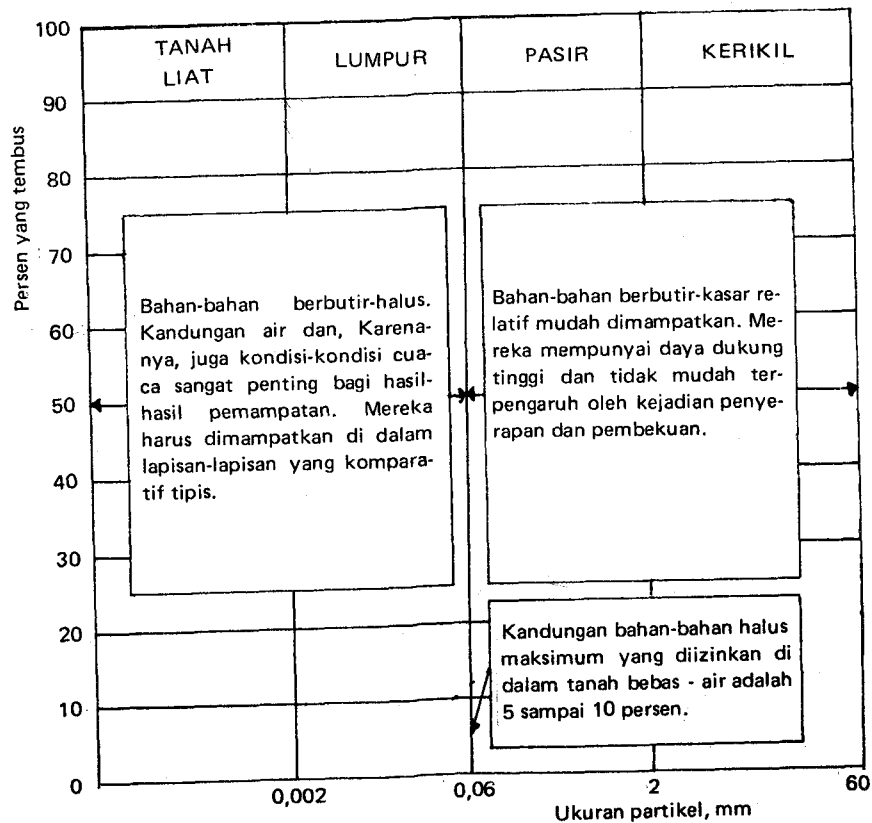 100
90
80
70
60
50
40
30
20
10
0
Persen yang tembus
TANAH
LIAT
LUMPUR
PASIR
KERIKIL
Bahan-bahan berbutir-halus.
Kandungan air dan, Karena-
nya, juga kondisi-kondisi cua-
ca sangat penting bagi hasil-
hasil pemampatan. Mereka
harus dimampatkan di dalam
lapisan-lapisan yang kompara-
tif tipis.
Bahan-bahan berbutir-kasar re-
latif mudah dimampatkan. Me-
reka mempunyai daya dukung
tinggi dan tidak mudah ter-
pengaruh oleh kejadian penye-
rapan dan pembekuan.
Kandungan bahan-bahan halus
maksimum yang diizinkan di
dalam tanah bebas - air adalah
5 sampai 10 persen.
0,002
0,06
2
60
Ukuran partikel, mm